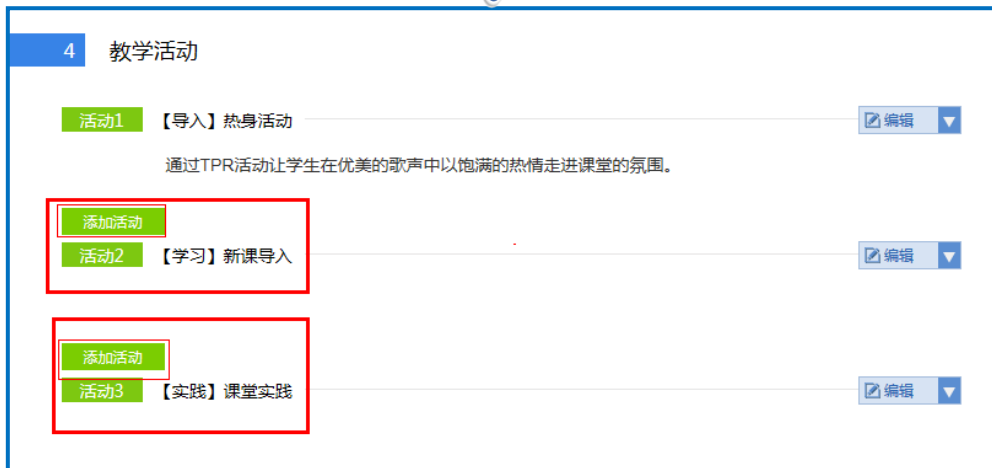 4 教学活动
活动1 【导入】热身活动 编辑
通过TPR活动让学生在优美的歌声中以饱满的热情走进课堂的氛围。
添加活动
活动2 【学习】新课导入 编辑
添加活动
活动3 【实践】课堂实践 编辑